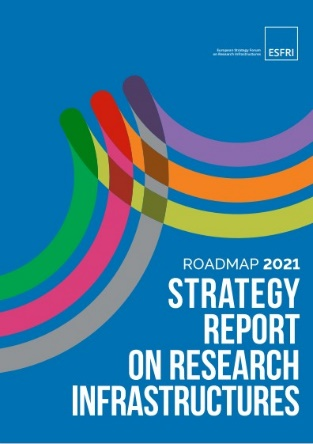 European Strategy Forum
on Research Infrastructures
ESFRI
ROADMAP 2021
STRATEGY
REPORT
ON RESEARCH
INFRASTRUCTURES